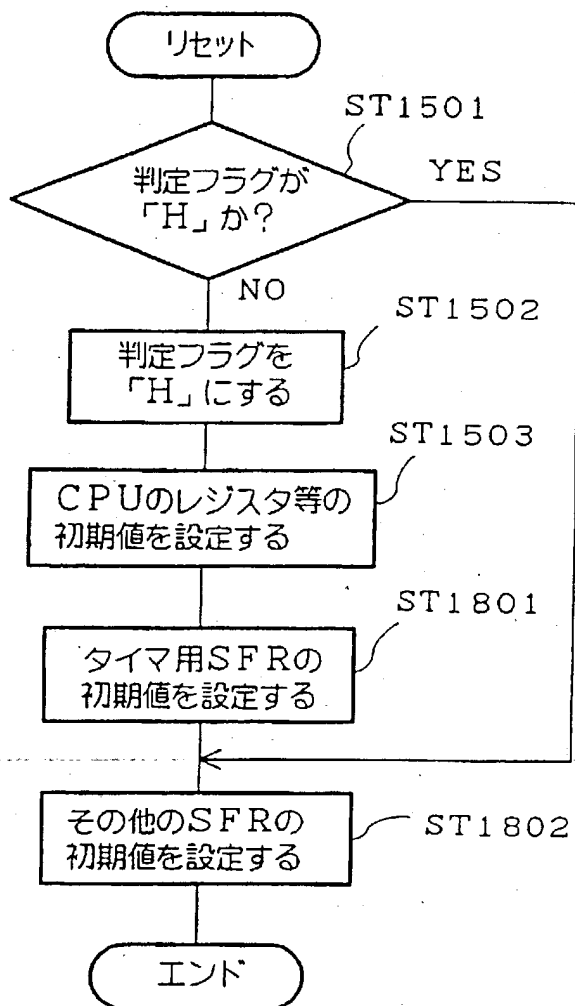 リセット
ST1501
判定フラグが
「H」か?
YES
NO
ST1502
判定フラグを
「H」にする
ST1503
CPUのレジスタ等の
初期値を設定する
ST1801
タイマ用SFRの
初期値を設定する
その他のSFRの
初期値を設定する
ST1802
エンド